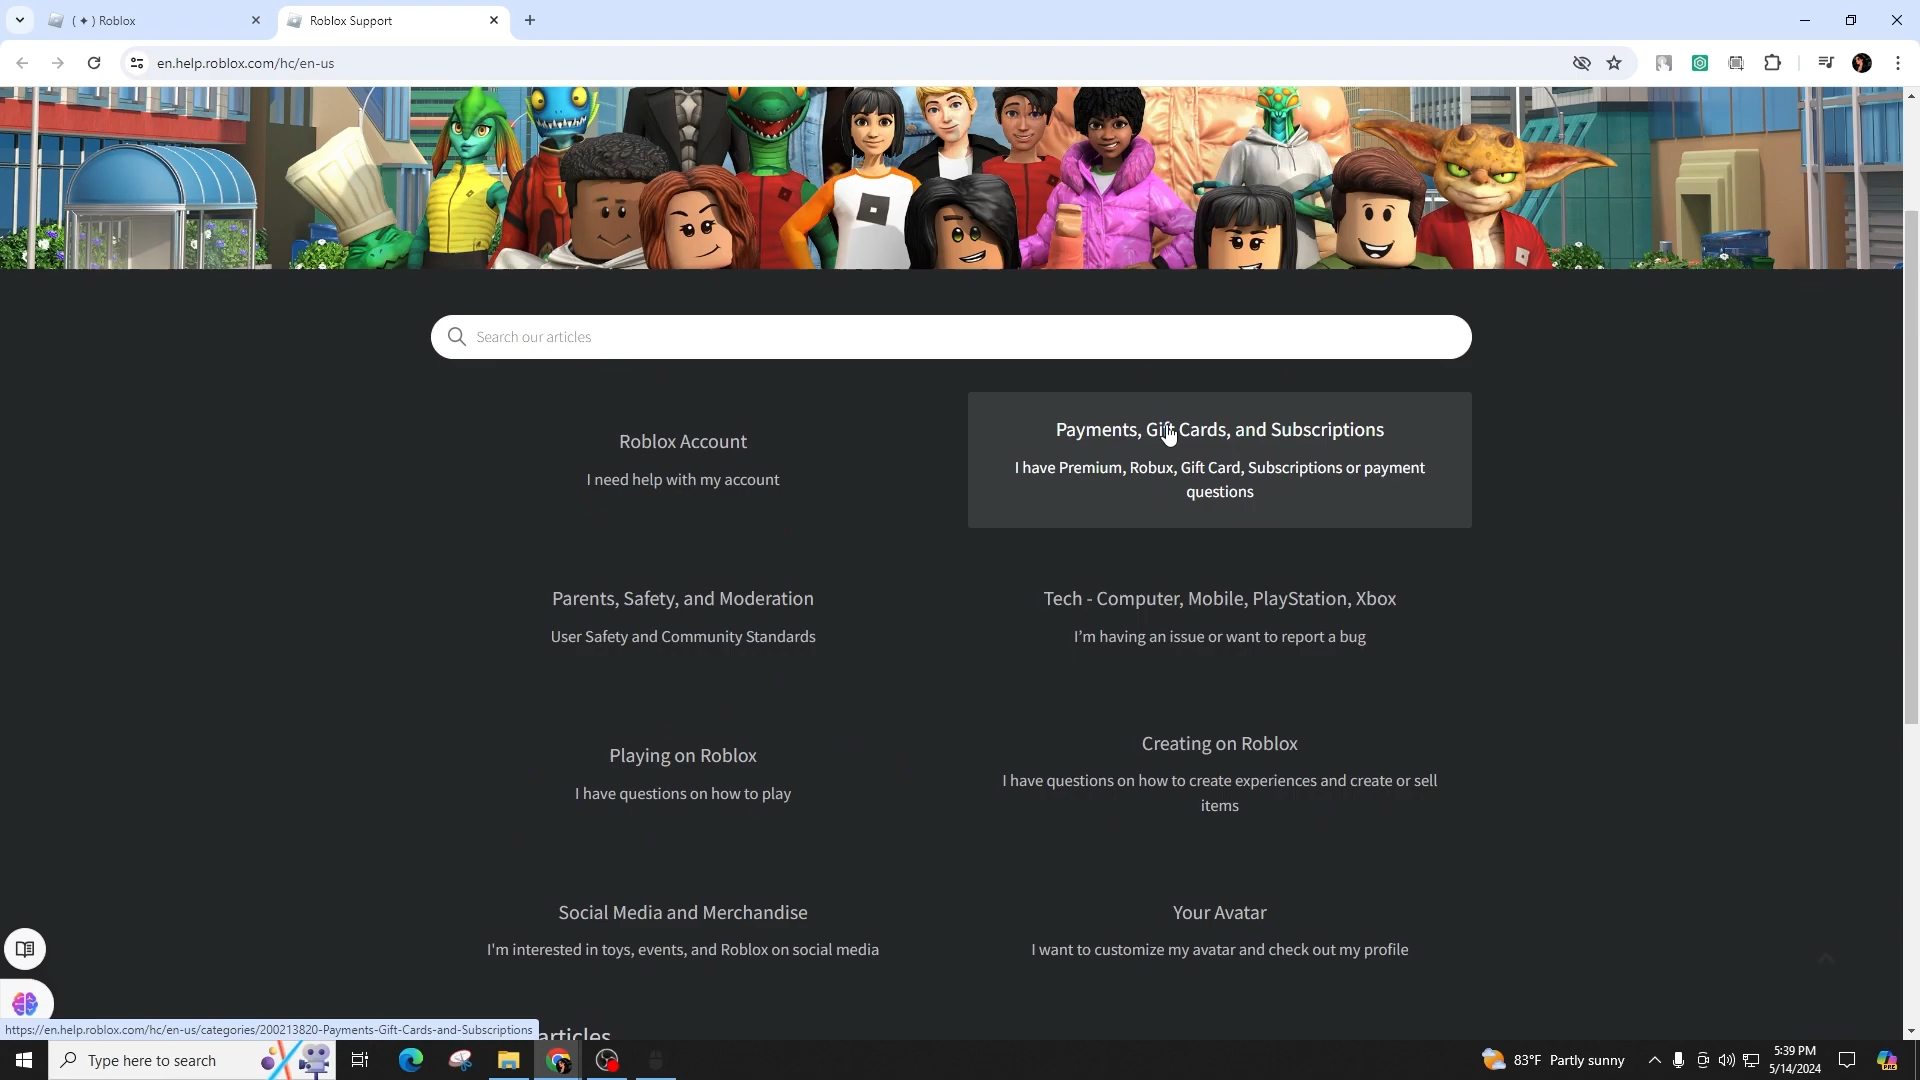 ( ✦ ) Roblox
Roblox Support
en.help.roblox.com/hc/en-us
Search our articles
Roblox Account
I need help with my account
Payments, Gift Cards, and Subscriptions
I have Premium, Robux, Gift Card, Subscriptions or payment
questions
Parents, Safety, and Moderation
User Safety and Community Standards
Tech - Computer, Mobile, PlayStation, Xbox
I'm having an issue or want to report a bug
Playing on Roblox
I have questions on how to play
Creating on Roblox
I have questions on how to create experiences and create or sell
items
Social Media and Merchandise
I'm interested in toys, events, and Roblox on social media
Your Avatar
I want to customize my avatar and check out my profile
https://en.help.roblox.com/hc/en-us/categories/200213820-Payments-Gift-Cards-and-Subscriptions
articles
Type here to search
83°F Partly sunny
5:39 PM
5/14/2024
PRE